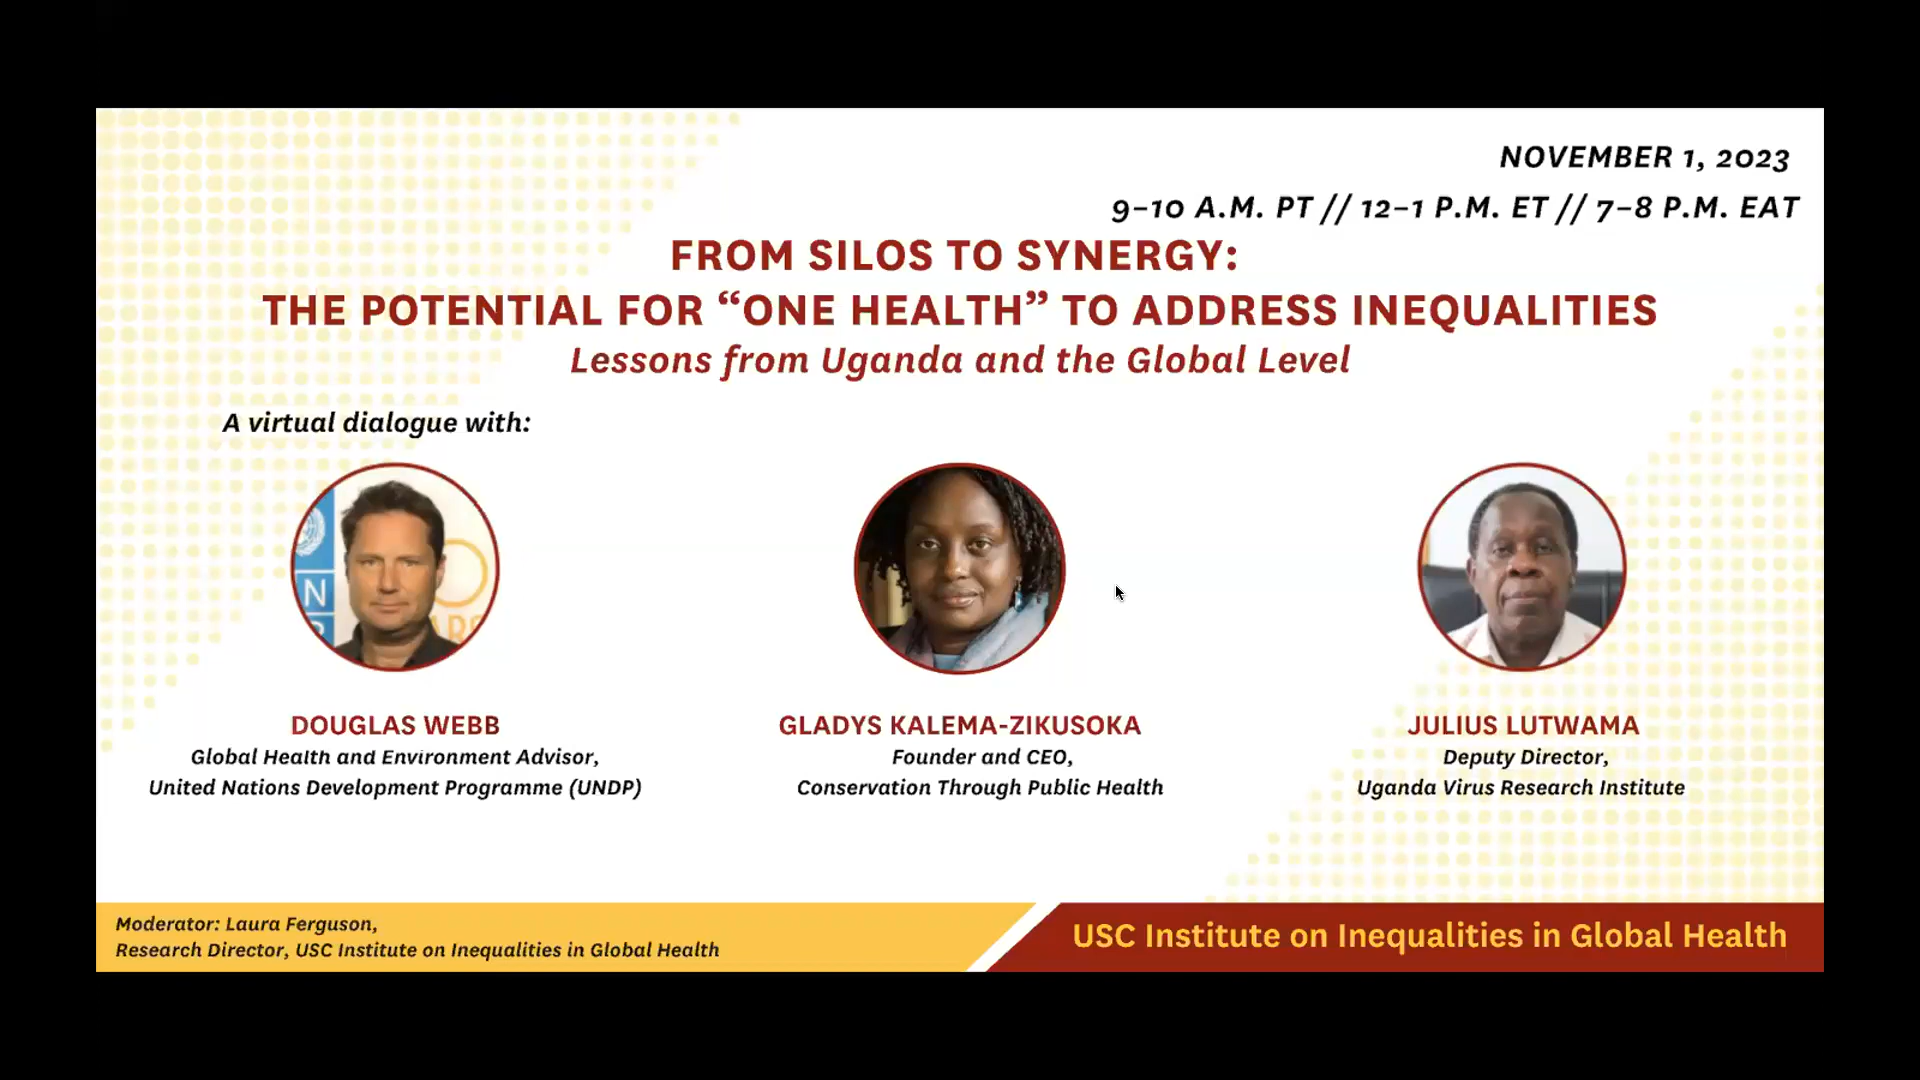 NOVEMBER 1, 2023
9–10 A.M. PT // 12–1 P.M. ET // 7–8 P.M. EAT
FROM SILOS TO SYNERGY:
THE POTENTIAL FOR “ONE HEALTH” TO ADDRESS INEQUALITIES
Lessons from Uganda and the Global Level
A virtual dialogue with:
DOUGLAS WEBB
Global Health and Environment Advisor,
United Nations Development Programme (UNDP)
GLADYS KALEMA-ZIKUSOKA
Founder and CEO,
Conservation Through Public Health
JULIUS LUTWAMA
Deputy Director,
Uganda Virus Research Institute
Moderator: Laura Ferguson,
Research Director, USC Institute on Inequalities in Global Health
USC Institute on Inequalities in Global Health